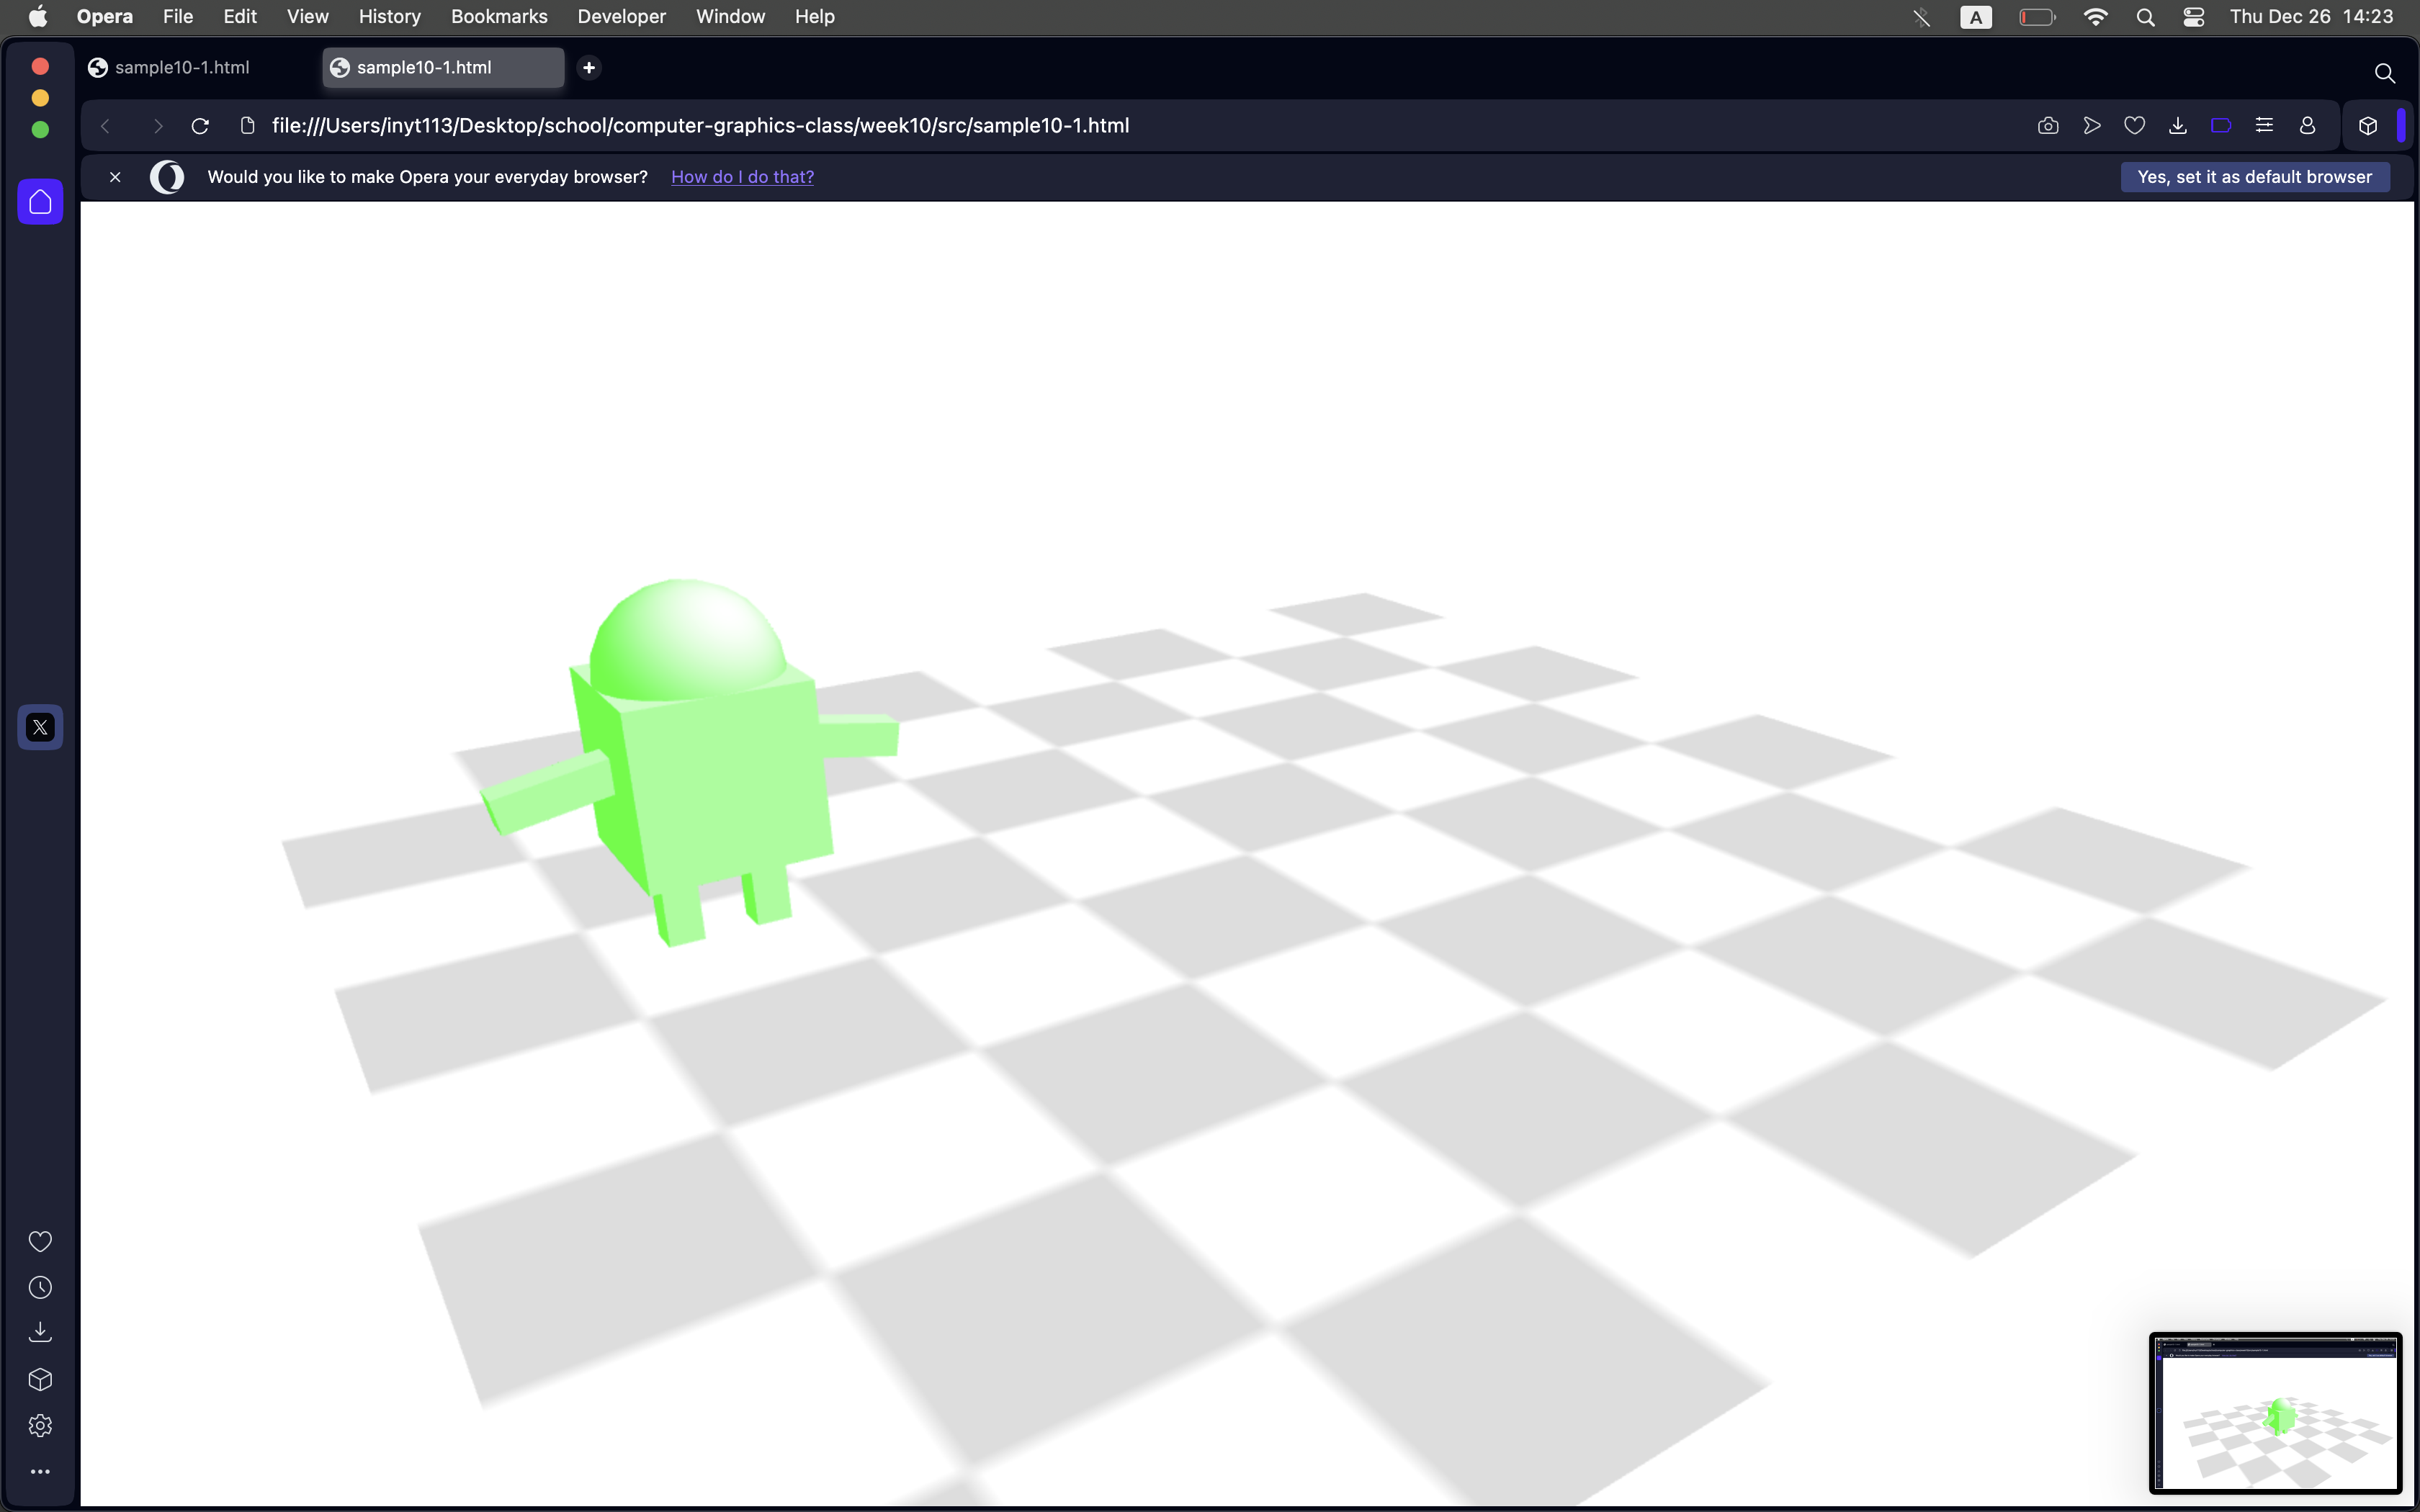 Opera File Edit View History Bookmarks Developer Window Help A Thu Dec 26 14:23
sample10-1.html sample10-1.html
file:///Users/inyt113/Desktop/school/computer-graphics-class/week10/src/sample10-1.html
Would you like to make Opera your everyday browser? How do I do that? Yes, set it as default browser